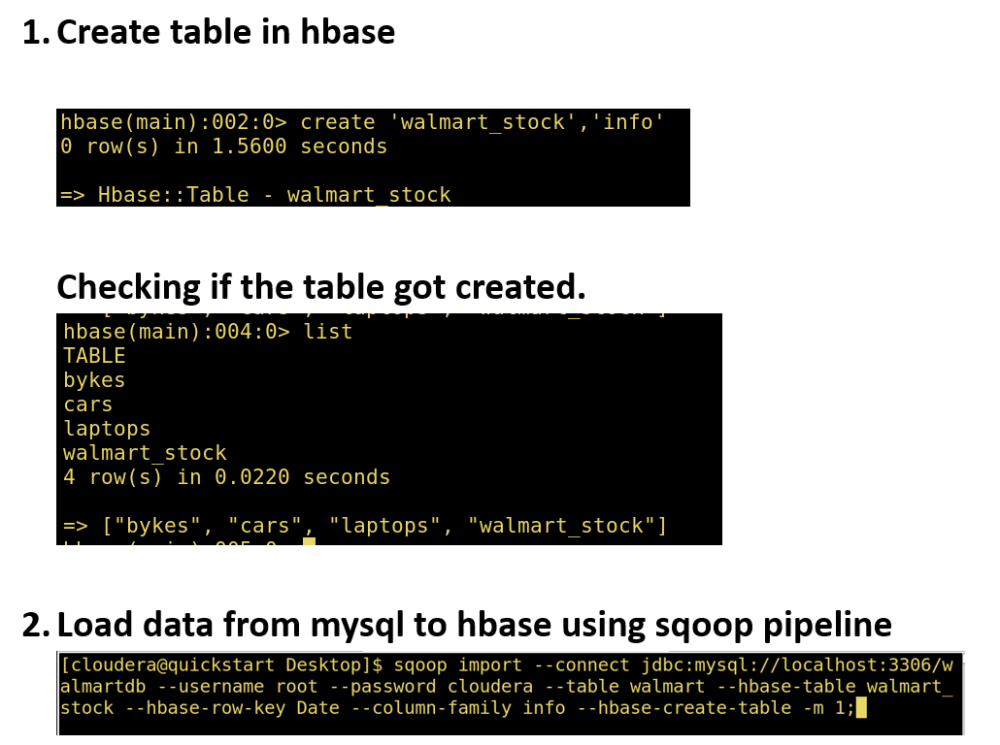 1. Create table in hbase
hbase(main):002:0> create 'walmart_stock','info'
0 row(s) in 1.5600 seconds
=> Hbase::Table - walmart_stock
Checking if the table got created.
hbase(main):004:0> list
TABLE
bykes
cars
laptops
walmart_stock
4 row(s) in 0.0220 seconds
=> ["bykes", "cars", "laptops", "walmart_stock"]
2. Load data from mysql to hbase using sqoop pipeline
[cloudera@quickstart Desktop]$ sqoop import --connect jdbc:mysql://localhost:3306/w
almartdb --username root --password cloudera --table walmart --hbase-table walmart_
stock --hbase-row-key Date --column-family info --hbase-create-table -m 1;